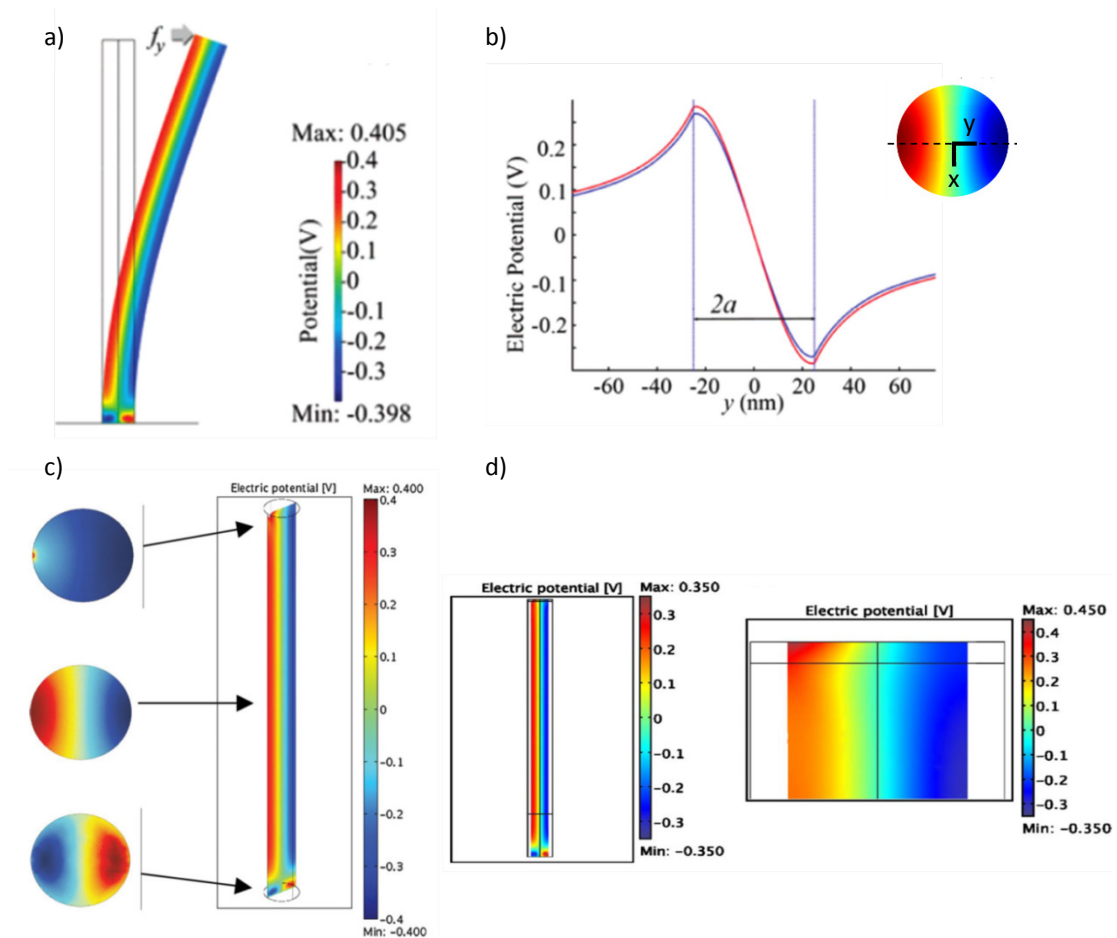 a)
f_y
Max: 0.405
0.4
0.3
0.2
0.1
0
-0.1
-0.2
-0.3
Min: -0.398
Potential(V)
b)
Electric Potential (V)
0.2
0.1
0
-0.1
-0.2
2a
-60 -40 -20 0 20 40 60
y (nm)
y
x
c)
Electric potential [V]
Max: 0.400
0.4
0.3
0.2
0.1
0
-0.1
-0.2
-0.3
-0.4
Min: -0.400
d)
Electric potential [V]
Max: 0.350
0.3
0.2
0.1
0
-0.1
-0.2
-0.3
Min: -0.350
Electric potential [V]
Max: 0.450
0.4
0.3
0.2
0.1
0
-0.1
-0.2
-0.3
Min: -0.350